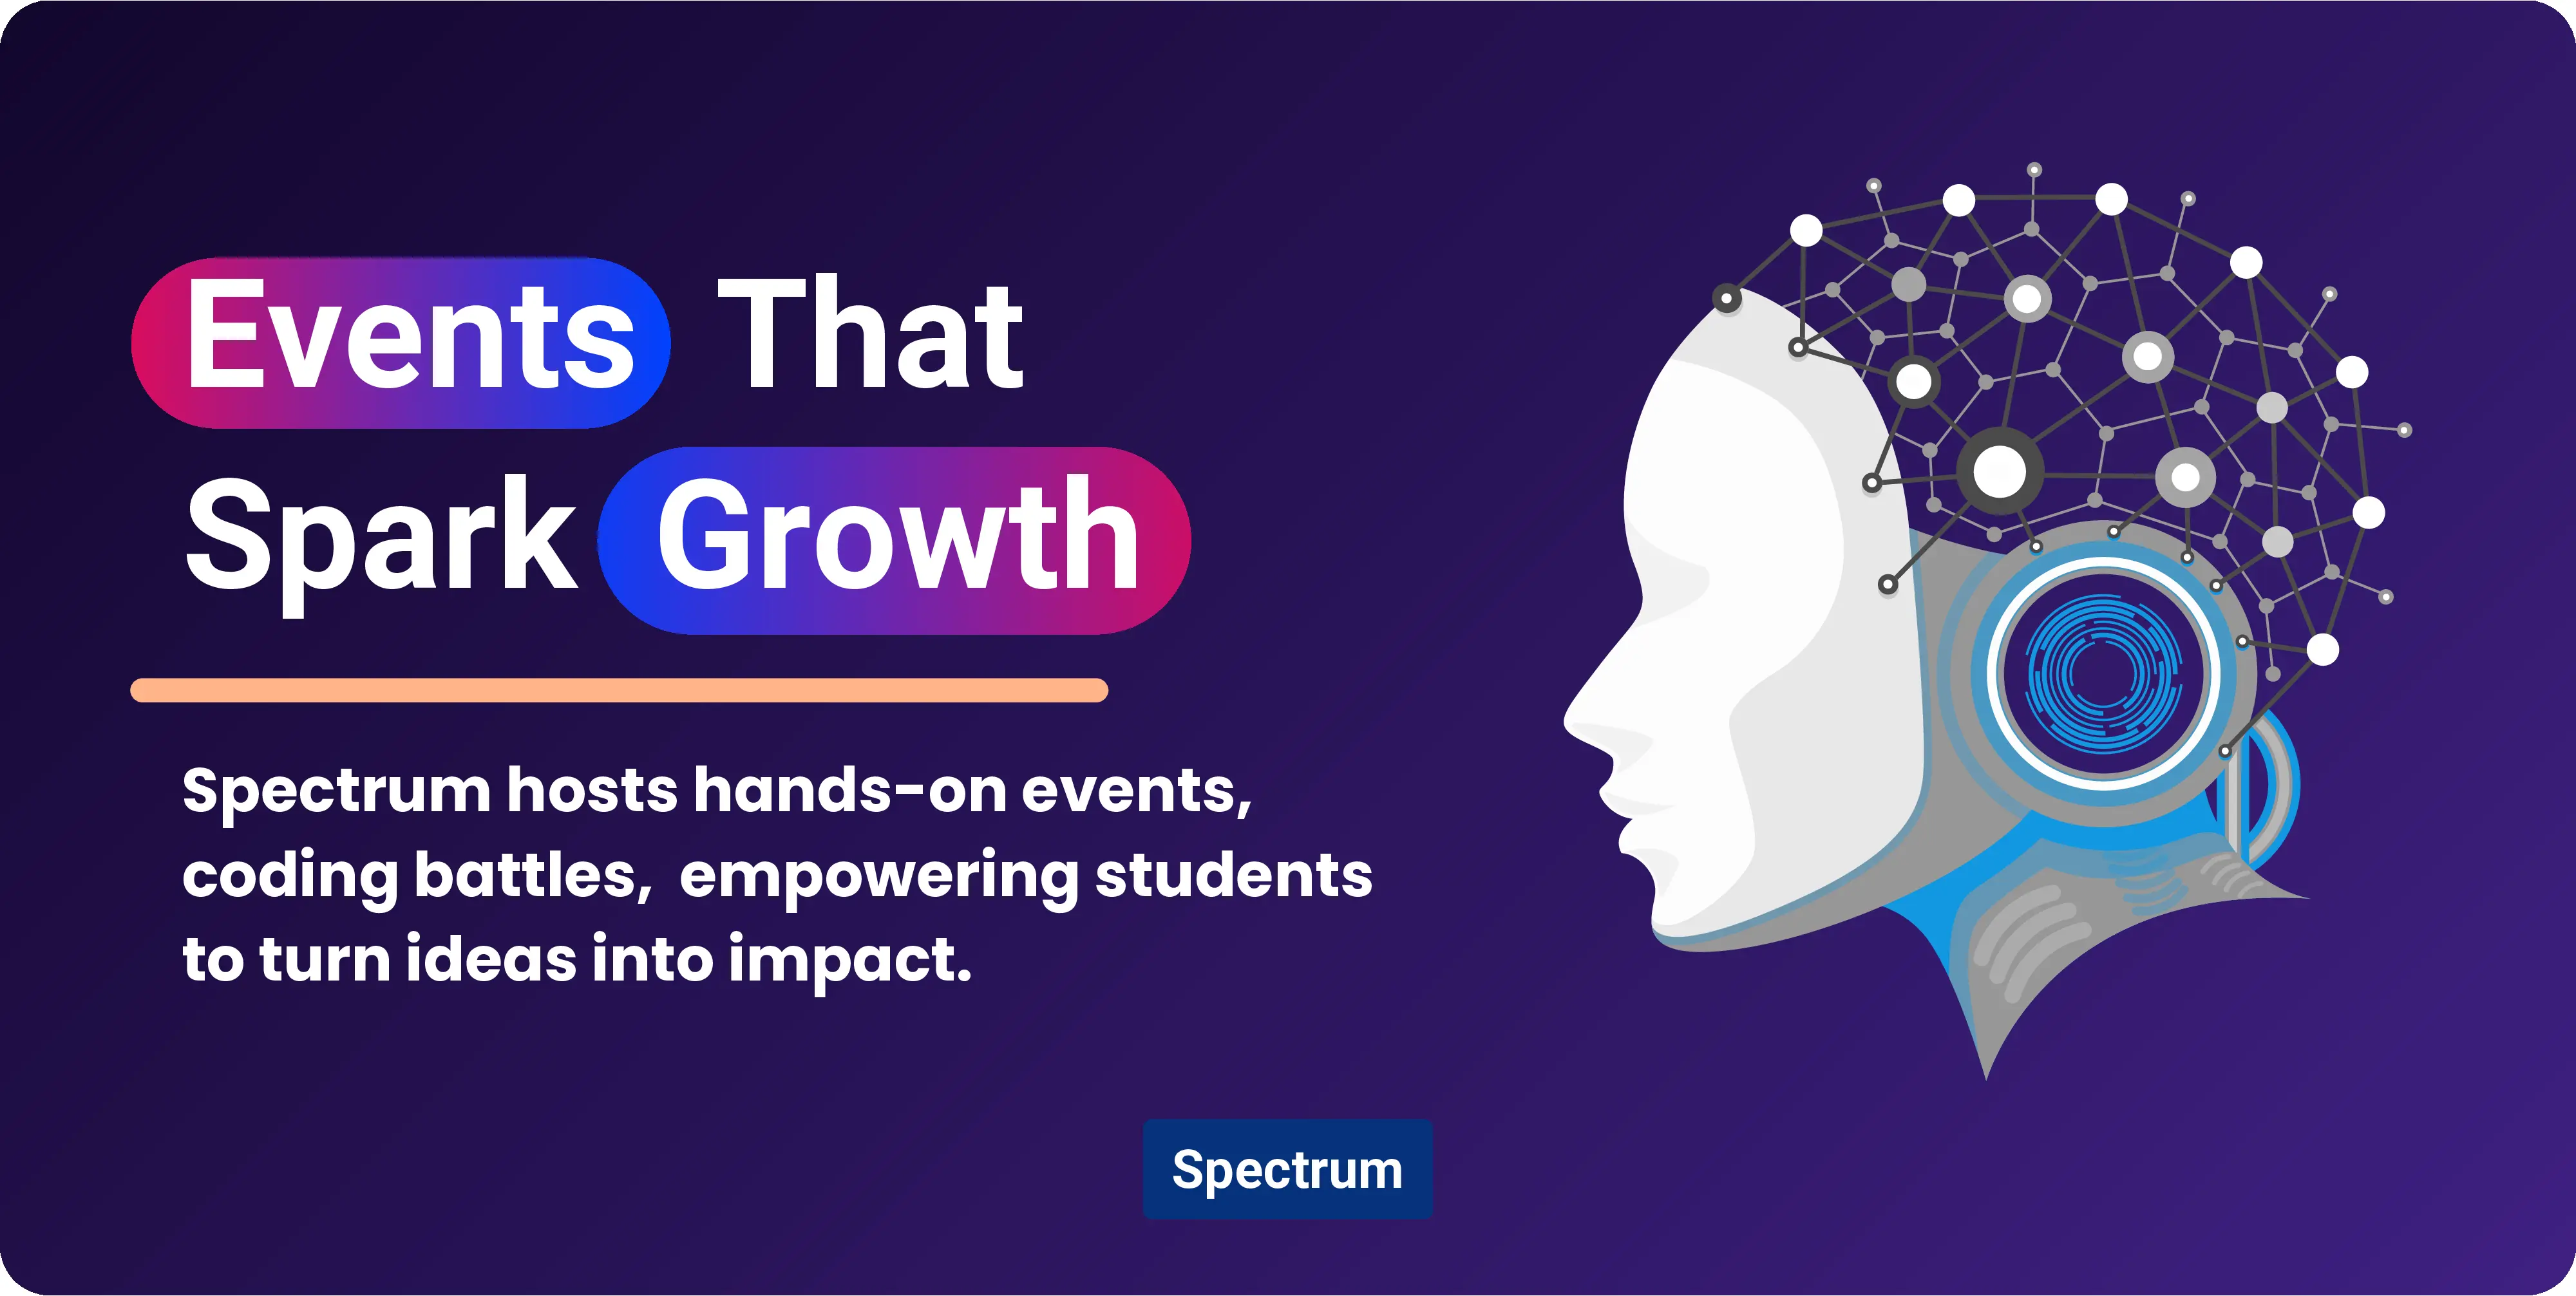 Events That
Spark Growth
Spectrum hosts hands-on events,
coding battles,  empowering students
to turn ideas into impact.
Spectrum